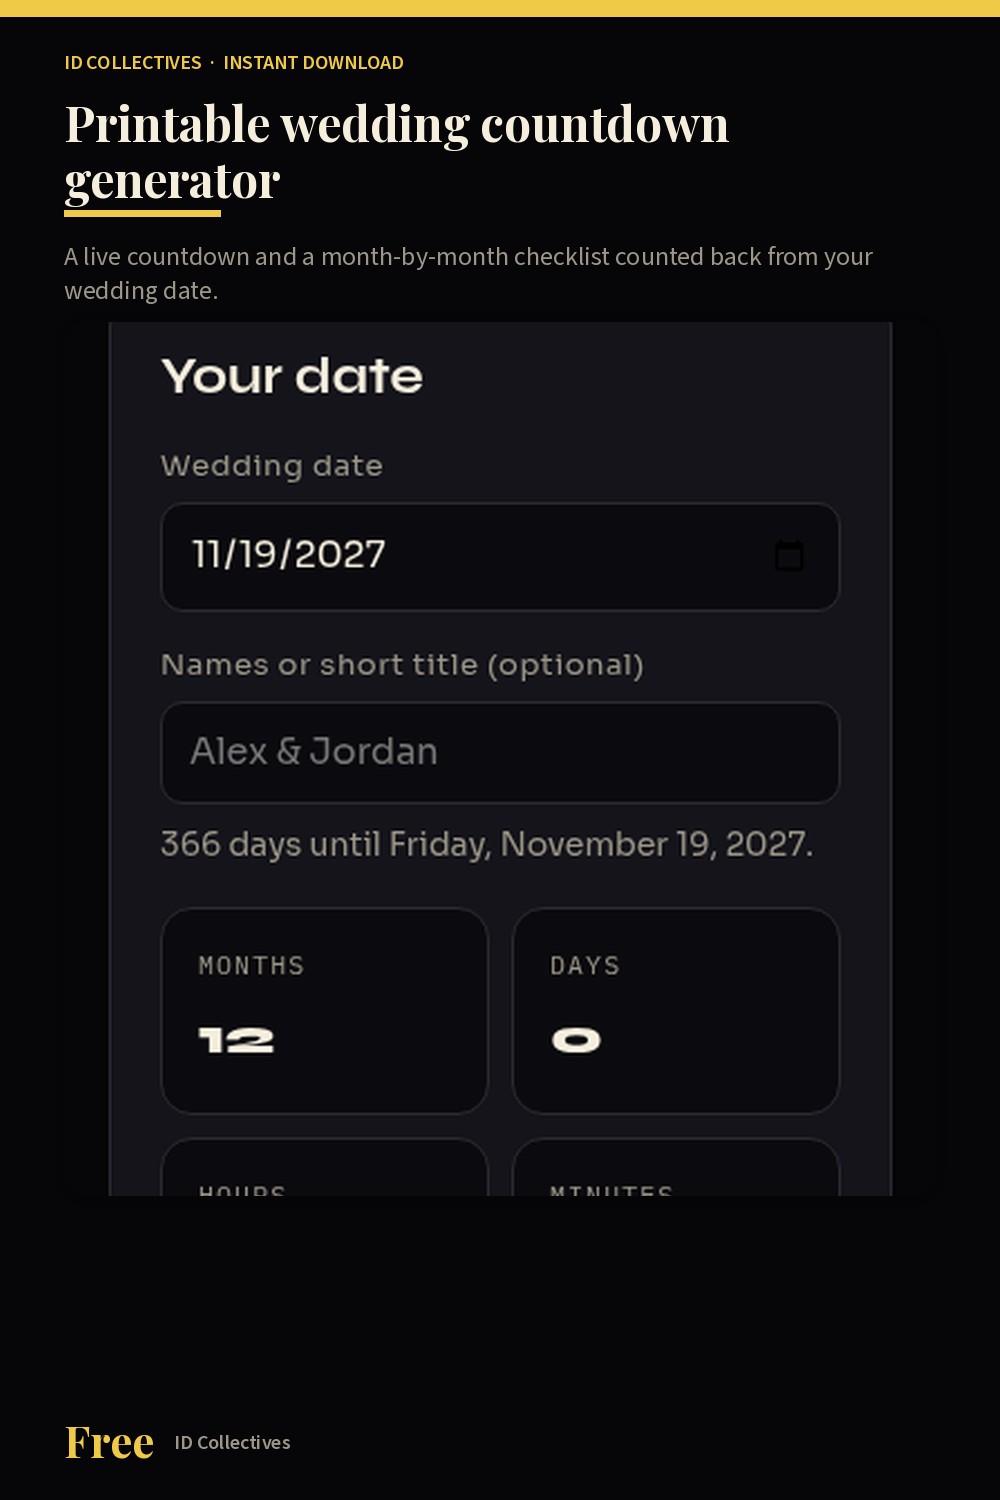 ID COLLECTIVES · INSTANT DOWNLOAD
Printable wedding countdown
generator
A live countdown and a month-by-month checklist counted back from your
wedding date.
Your date
Wedding date
11/19/2027
Names or short title (optional)
Alex & Jordan
366 days until Friday, November 19, 2027.
MONTHS
DAYS
12
0
HOURS
MINUTES
Free
ID Collectives